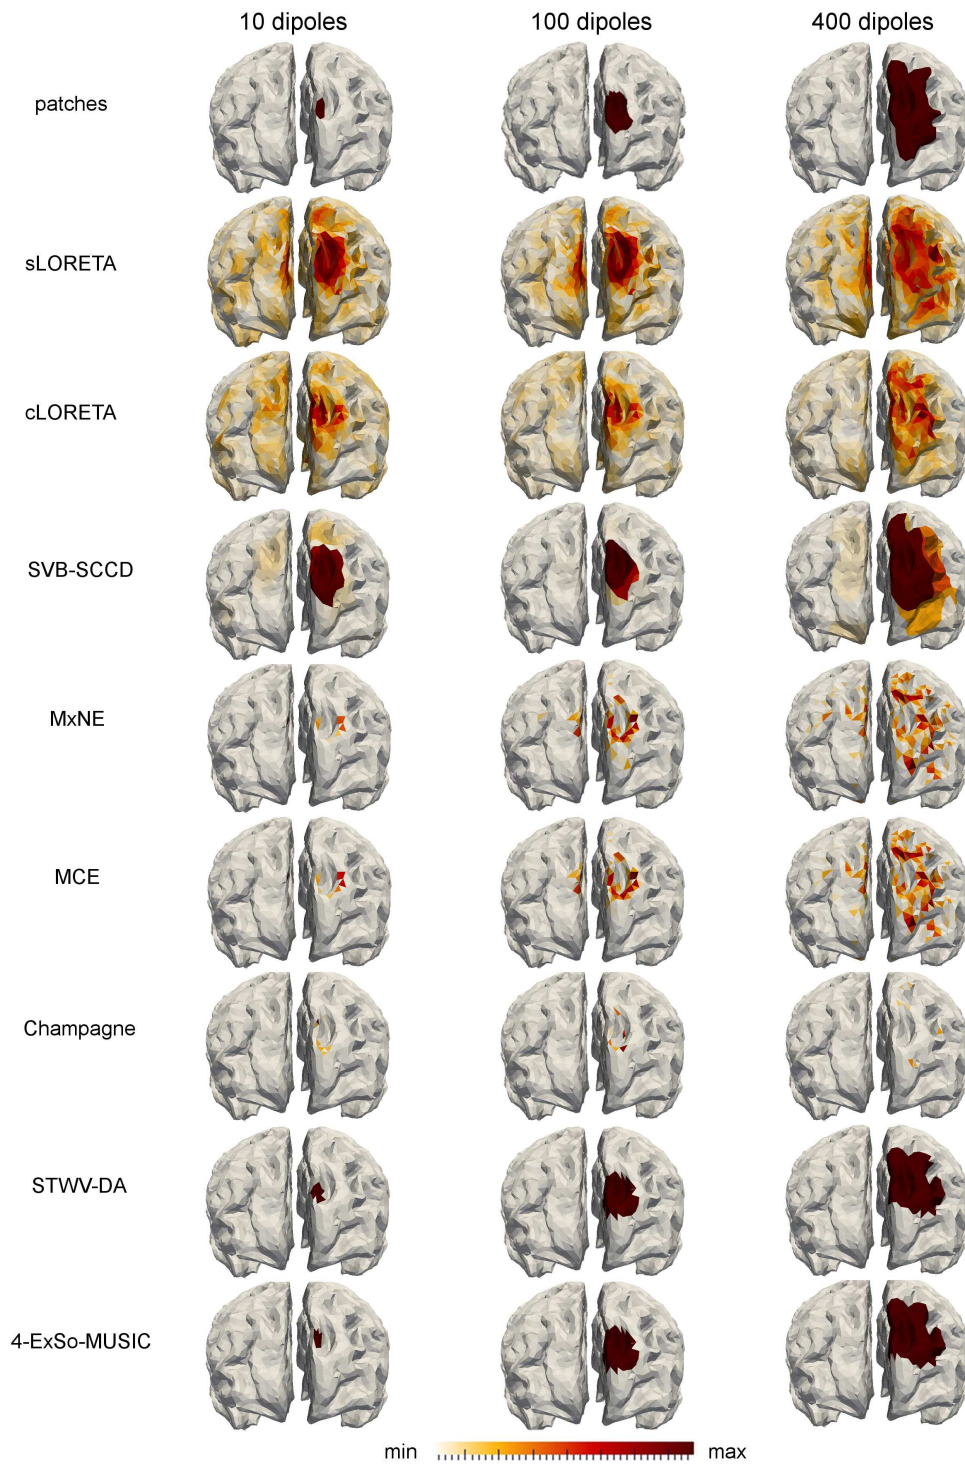 10 dipoles 100 dipoles 400 dipoles
patches
sLORETA
cLORETA
SVB-SCCD
MxNE
MCE
Champagne
STWV-DA
4-ExSo-MUSIC
min max